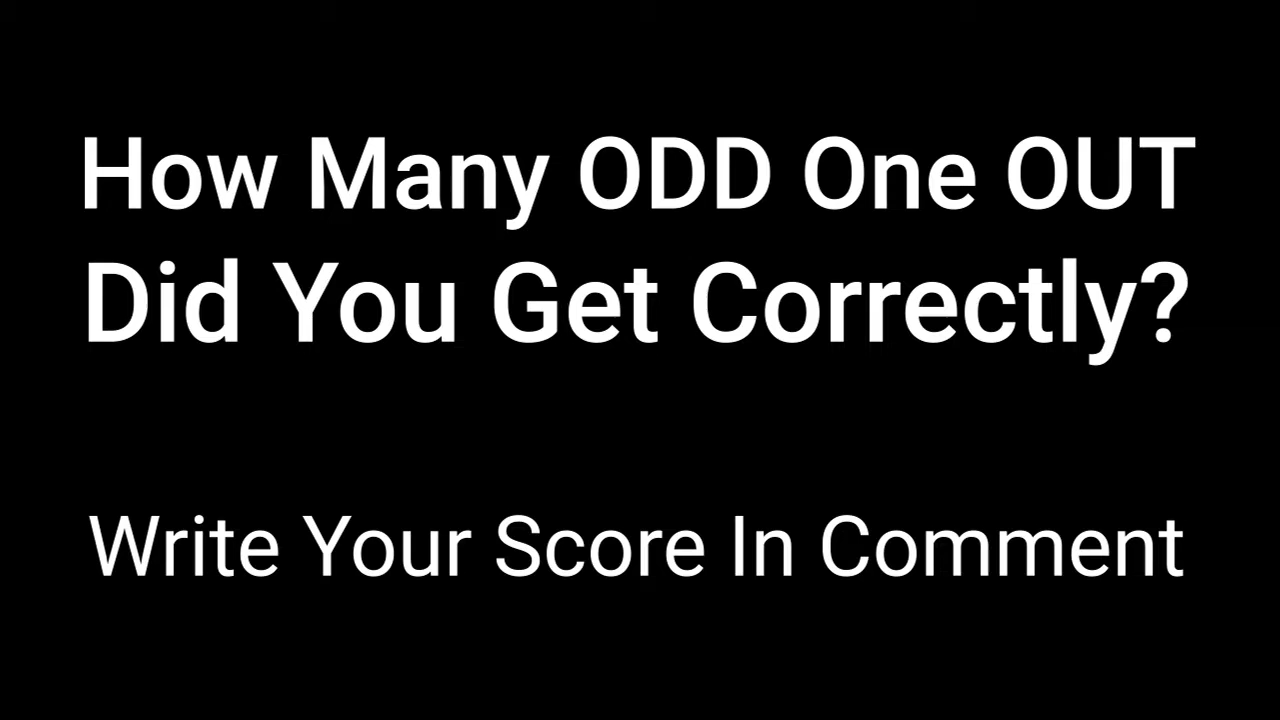 How Many ODD One OUT
Did You Get Correctly?
Write Your Score In Comment